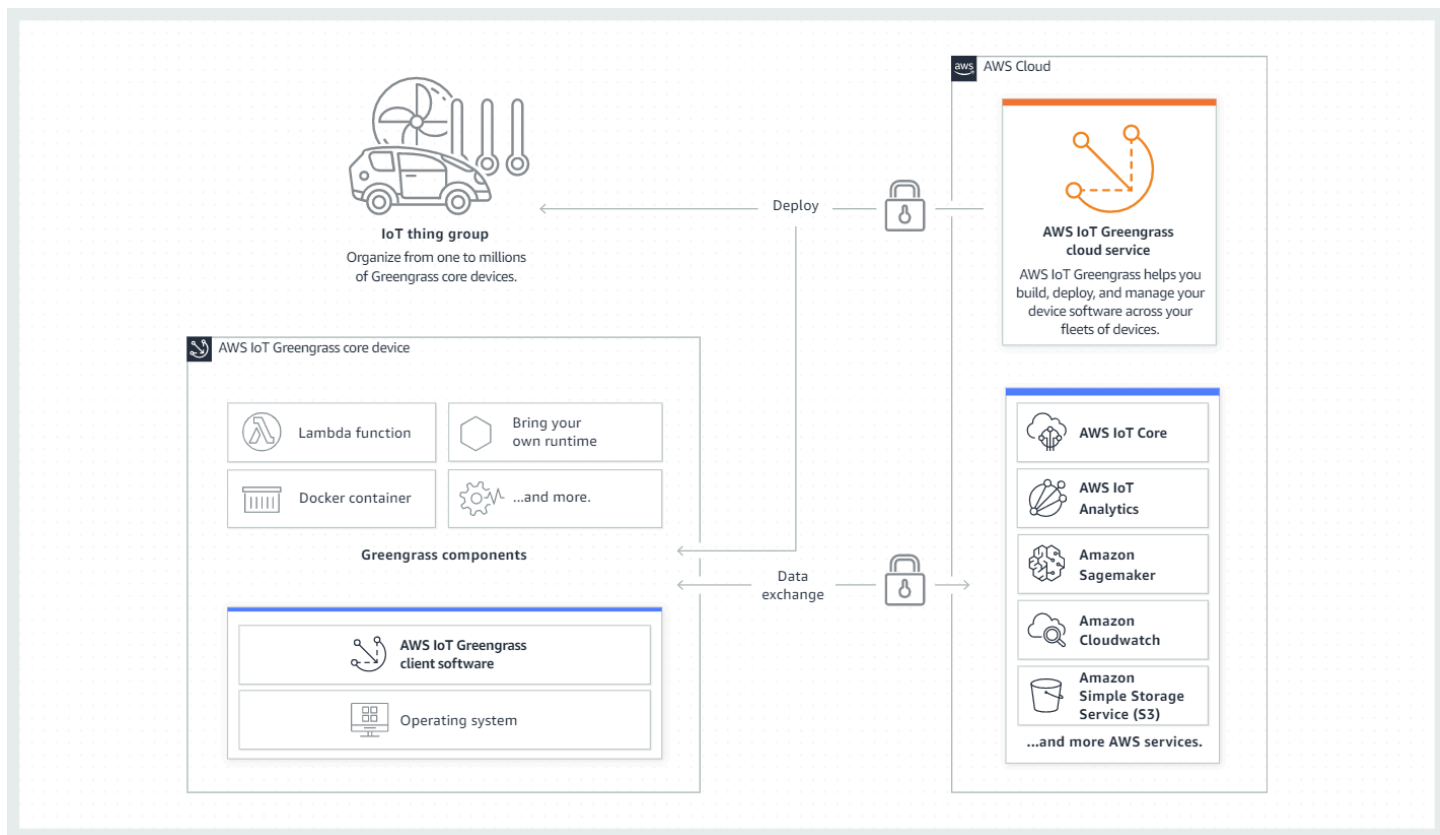 aws
AWS Cloud
AWS IoT Greengrass
cloud service
AWS IoT Greengrass helps you
build, deploy, and manage your
device software across your
fleets of devices.
Deploy
IoT thing group
Organize from one to millions
of Greengrass core devices.
AWS IoT Greengrass core device
Lambda function
Bring your
own runtime
Docker container
...and more.
Greengrass components
Data
exchange
AWS IoT Greengrass
client software
Operating system
AWS IoT Core
AWS IoT
Analytics
Amazon
Sagemaker
Amazon
Cloudwatch
Amazon
Simple Storage
Service (S3)
...and more AWS services.